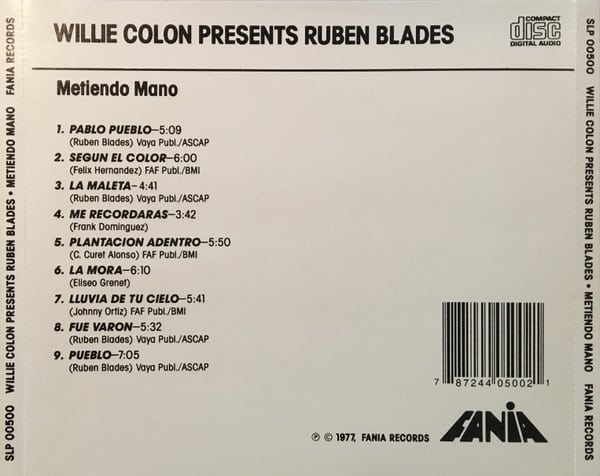 WILLIE COLON PRESENTS RUBEN BLADES
COMPACT
disc
DIGITAL AUDIO
Metiendo Mano
1. PABLO PUEBLO—5:09
(Ruben Blades) Vaya Publ./ASCAP
2. SEGUN EL COLOR—6:00
(Felix Hernandez) FAF Publ./BMI
3. LA MALETA—4:41
(Ruben Blades) Vaya Publ./ASCAP
4. ME RECORDARAS—3:42
(Frank Dominguez)
5. PLANTACION ADENTRO—5:50
(C. Curet Alonso) FAF Publ./BMI
6. LA MORA—6:10
(Eliseo Grenet)
7. LLUVIA DE TU CIELO—5:41
(Johnny Ortiz) FAF Publ./BMI
8. FUE VARON—5:32
(Ruben Blades) Vaya Publ./ASCAP
9. PUEBLO—7:05
(Ruben Blades) Vaya Publ./ASCAP
7 87244 05002 1
℗ © 1977, FANIA RECORDS
FANIA
SLP 00500 WILLIE COLON PRESENTS RUBEN BLADES • METIENDO MANO FANIA RECORDS
SLP 00500 WILLIE COLON PRESENTS RUBEN BLADES • METIENDO MANO FANIA RECORDS